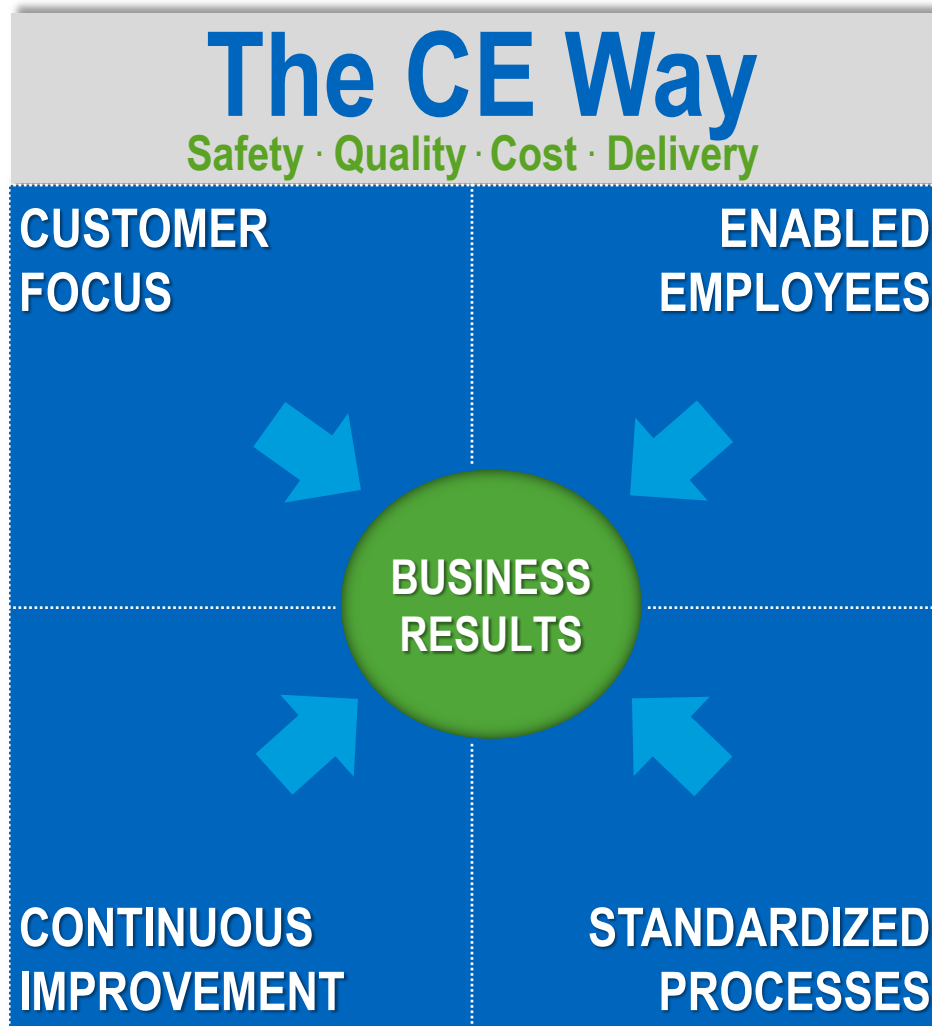 The CE Way
Safety · Quality · Cost · Delivery
CUSTOMER
FOCUS
ENABLED
EMPLOYEES
BUSINESS
RESULTS
CONTINUOUS
IMPROVEMENT
STANDARDIZED
PROCESSES